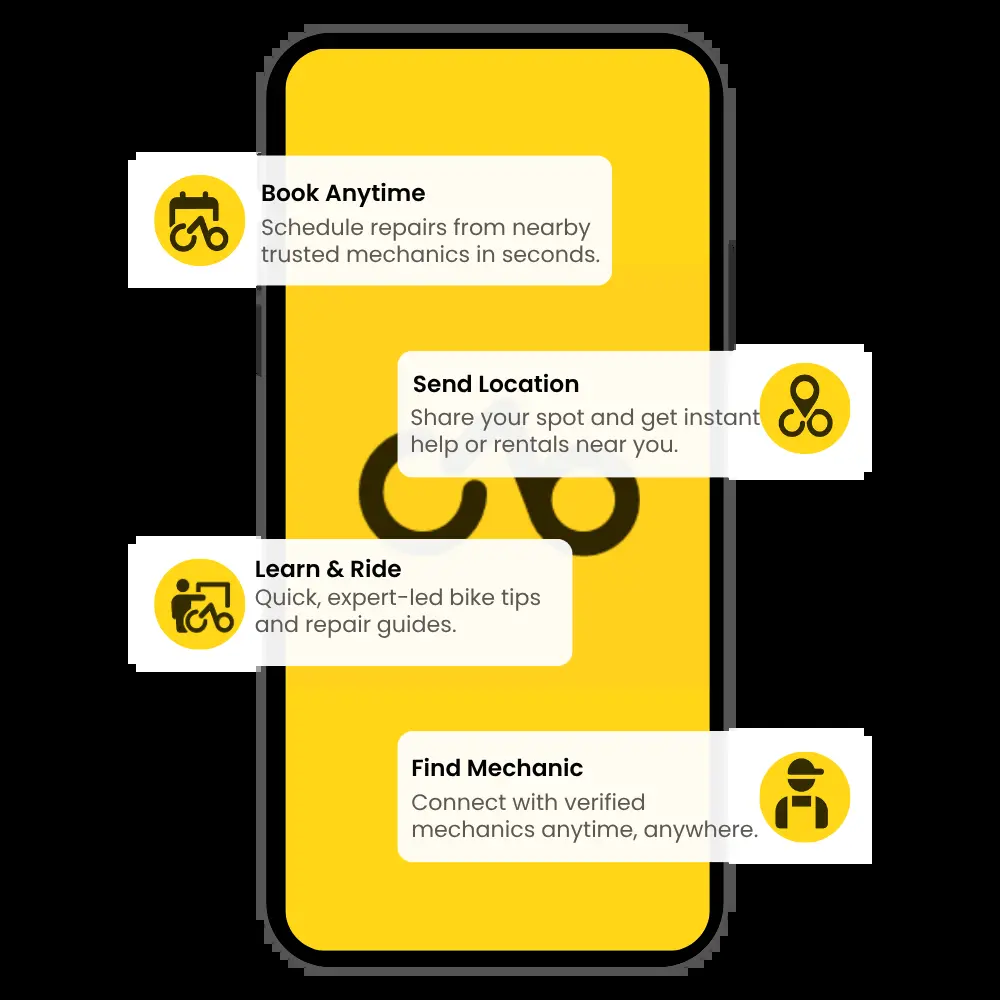 Book Anytime
Schedule repairs from nearby
trusted mechanics in seconds.
Send Location
Share your spot and get instant
help or rentals near you.
Learn & Ride
Quick, expert-led bike tips
and repair guides.
Find Mechanic
Connect with verified
mechanics anytime, anywhere.